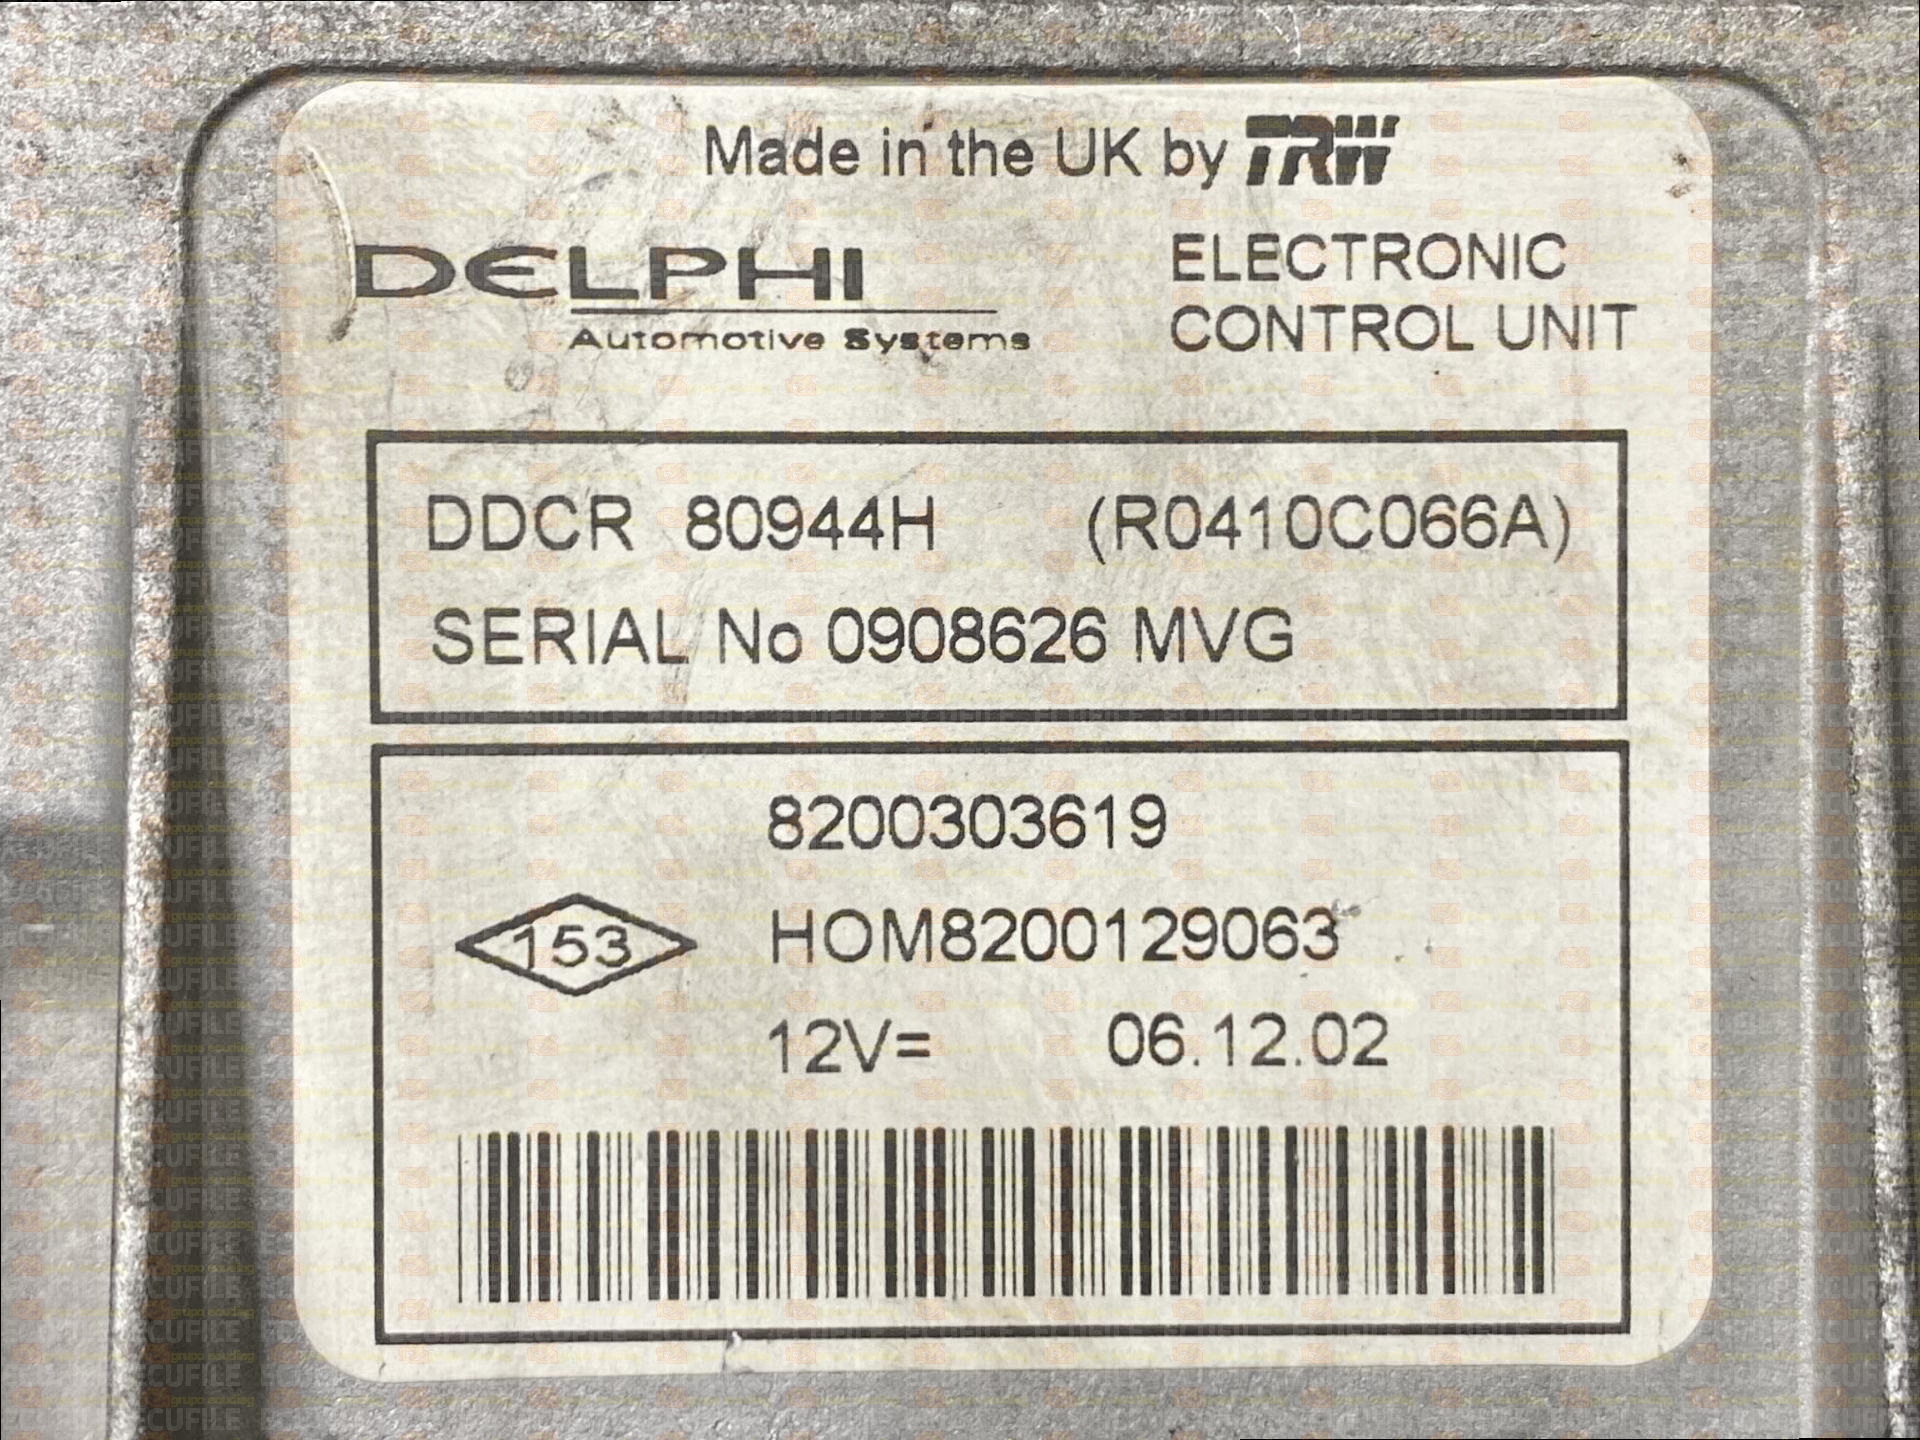 Made in the UK by TRW
DELPHI
Automotive Systems
ELECTRONIC
CONTROL UNIT
DDCR 80944H (R0410C066A)
SERIAL No 0908626 MVG
8200303619
153 HOM8200129063
12V= 06.12.02